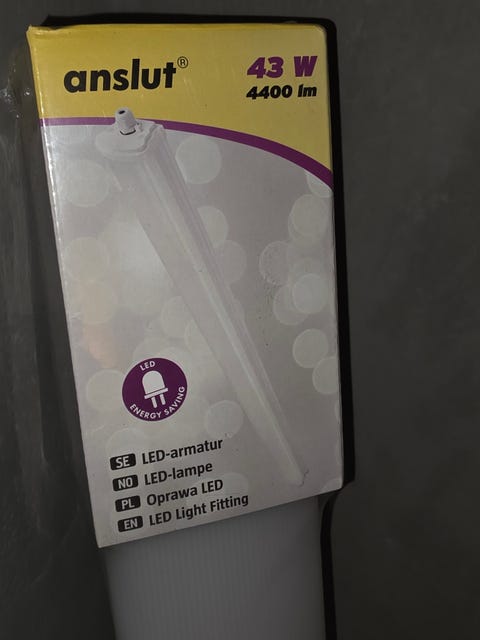 anslut®
43 W
4400 lm
LED
ENERGY SAVING
SE LED-armatur
NO LED-lampe
PL Oprawa LED
EN LED Light Fitting